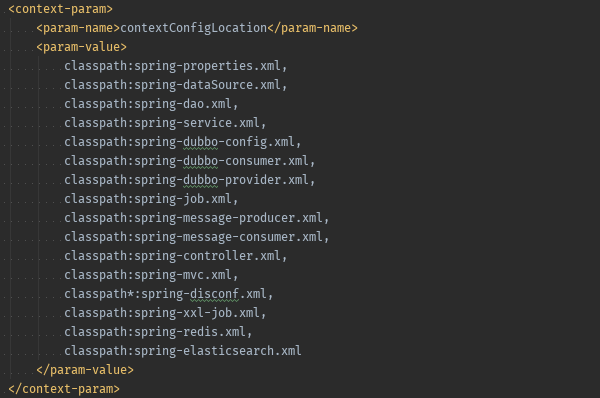 <context-param>
<param-name>contextConfigLocation</param-name>
<param-value>
classpath:spring-properties.xml,
classpath:spring-dataSource.xml,
classpath:spring-dao.xml,
classpath:spring-service.xml,
classpath:spring-dubbo-config.xml,
classpath:spring-dubbo-consumer.xml,
classpath:spring-dubbo-provider.xml,
classpath:spring-job.xml,
classpath:spring-message-producer.xml,
classpath:spring-message-consumer.xml,
classpath:spring-controller.xml,
classpath:spring-mvc.xml,
classpath*:spring-disconf.xml,
classpath:spring-xxl-job.xml,
classpath:spring-redis.xml,
classpath:spring-elasticsearch.xml
</param-value>
</context-param>